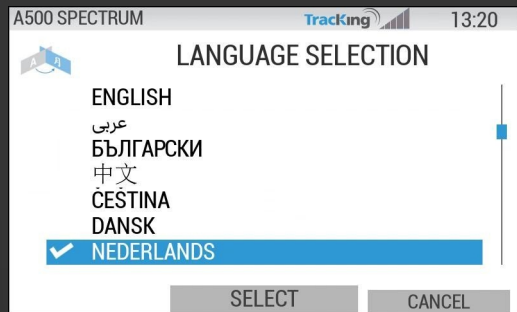 A500 SPECTRUM TracKing 13:20
A Я
LANGUAGE SELECTION
ENGLISH
عربى
БЪЛГАРСКИ
中文
ČEŠTINA
DANSK
NEDERLANDS
SELECT CANCEL